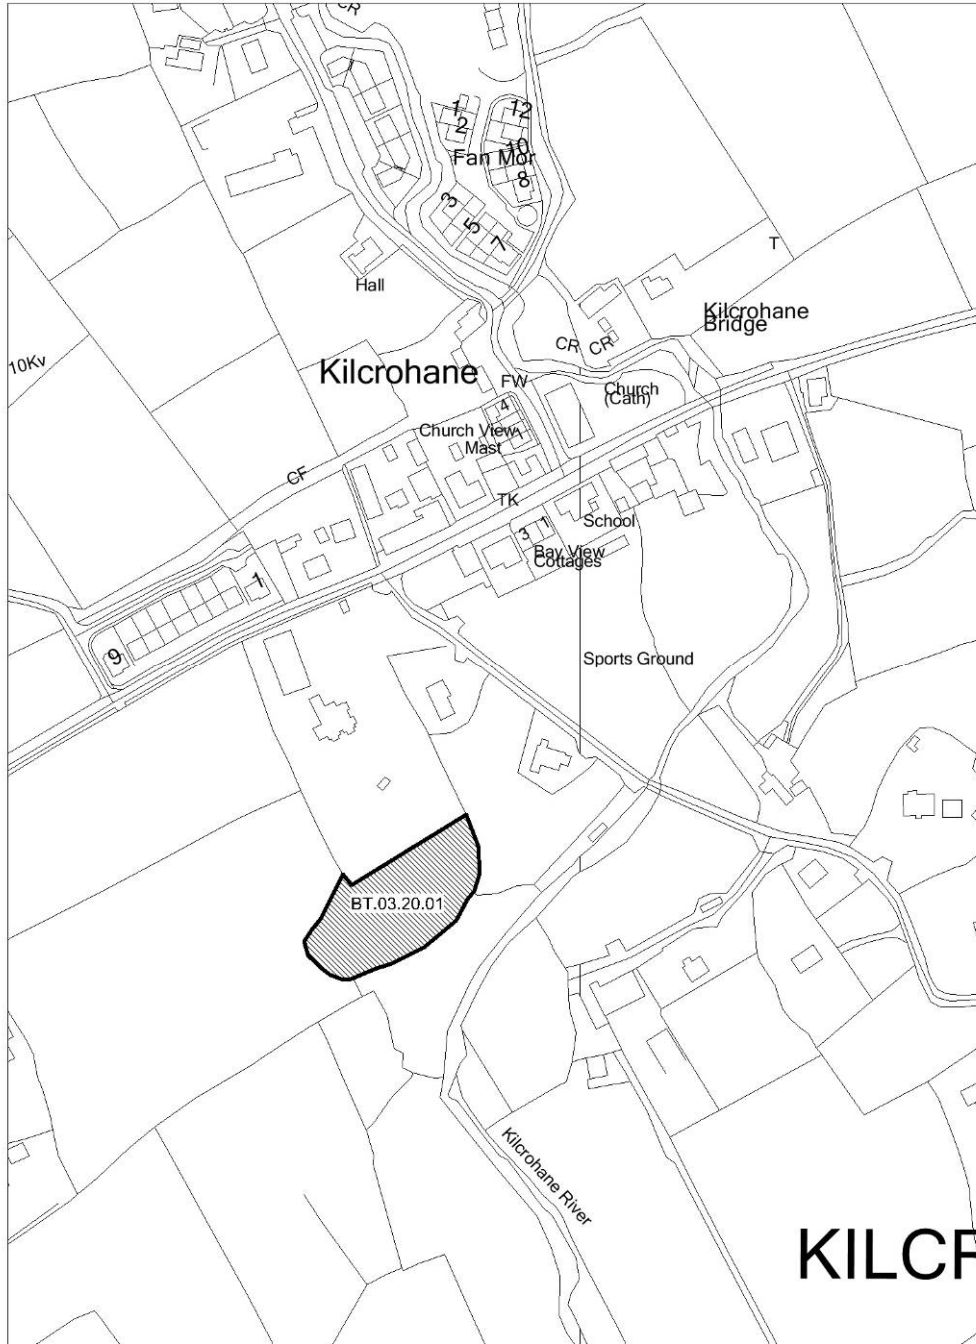 CR
1
2
12
10
Fan Mor
8
3
5
7
T
Hall
Kilcrohane
Bridge
10Kv
CR
CR
Kilcrohane
FW
Church
(Cath)
4
Church View
1
Mast
CF
TK
School
3
1
Bay View
Cottages
1
9
Sports Ground
BT.03.20.01
Kilcrohane River
KILCR